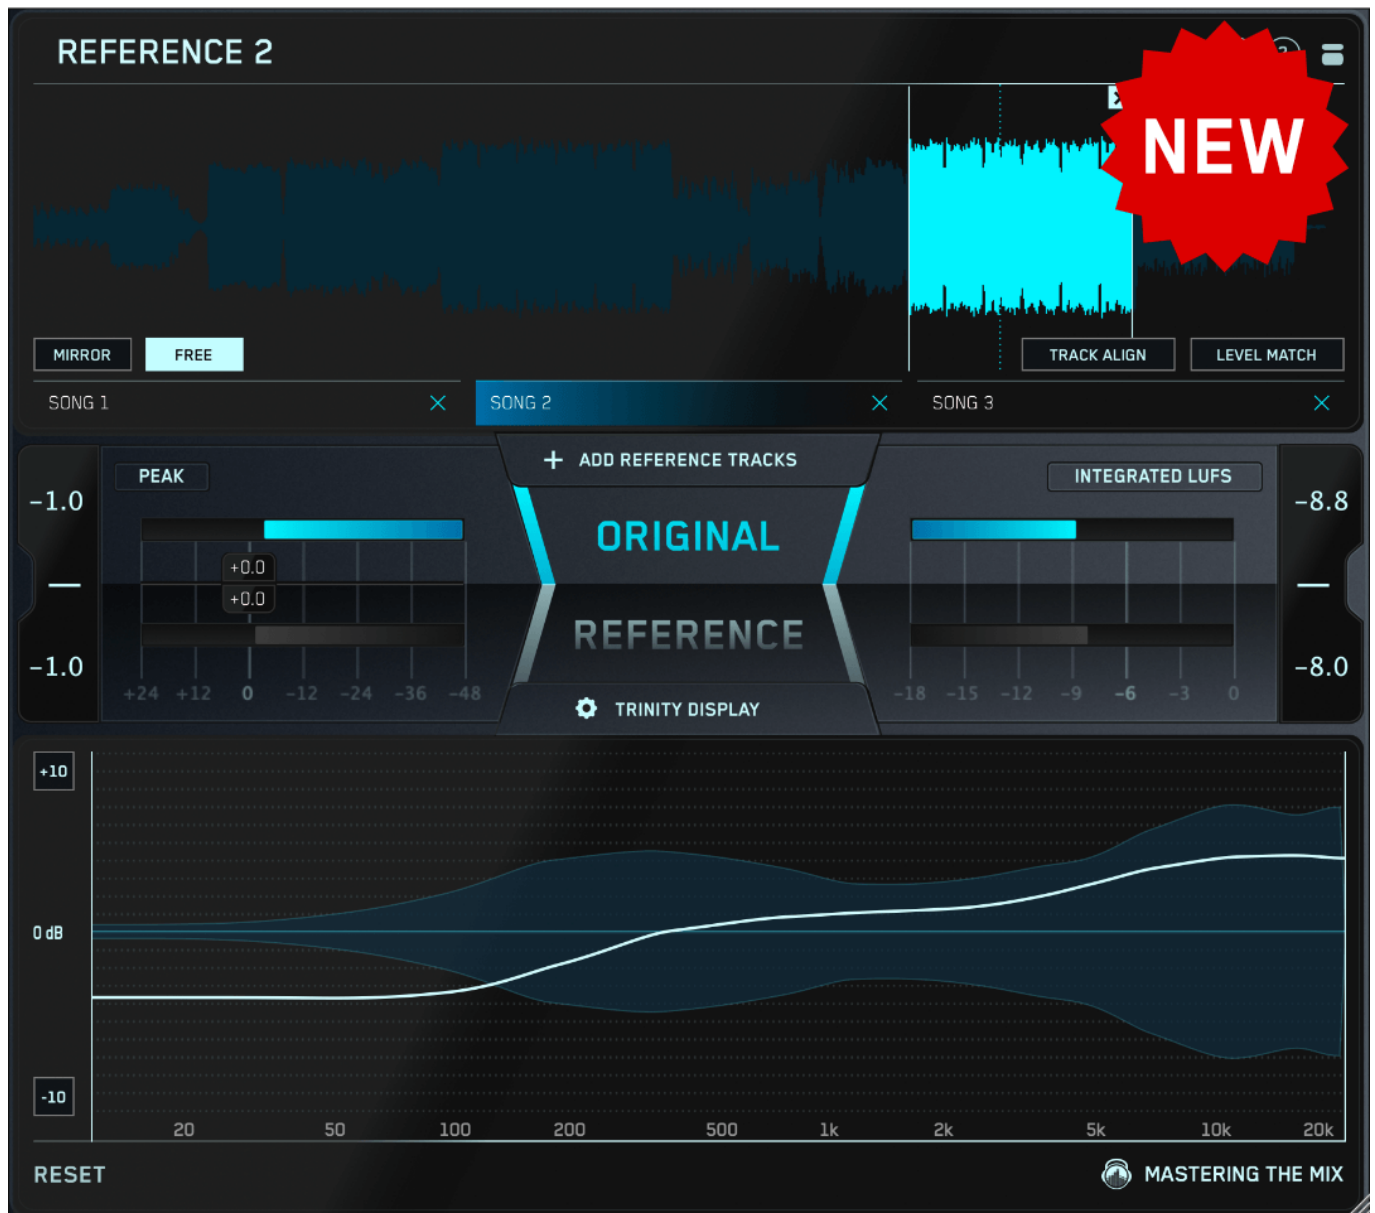 REFERENCE 2
NEW
MIRROR FREE TRACK ALIGN LEVEL MATCH
SONG 1 SONG 2 SONG 3
+ ADD REFERENCE TRACKS
PEAK INTEGRATED LUFS
-1.0 -8.8
ORIGINAL
+0.0
+0.0
REFERENCE
-1.0 -8.0
+24 +12 0 -12 -24 -36 -48 -18 -15 -12 -9 -6 -3 0
TRINITY DISPLAY
+10
0 dB
-10
20 50 100 200 500 1k 2k 5k 10k 20k
RESET MASTERING THE MIX